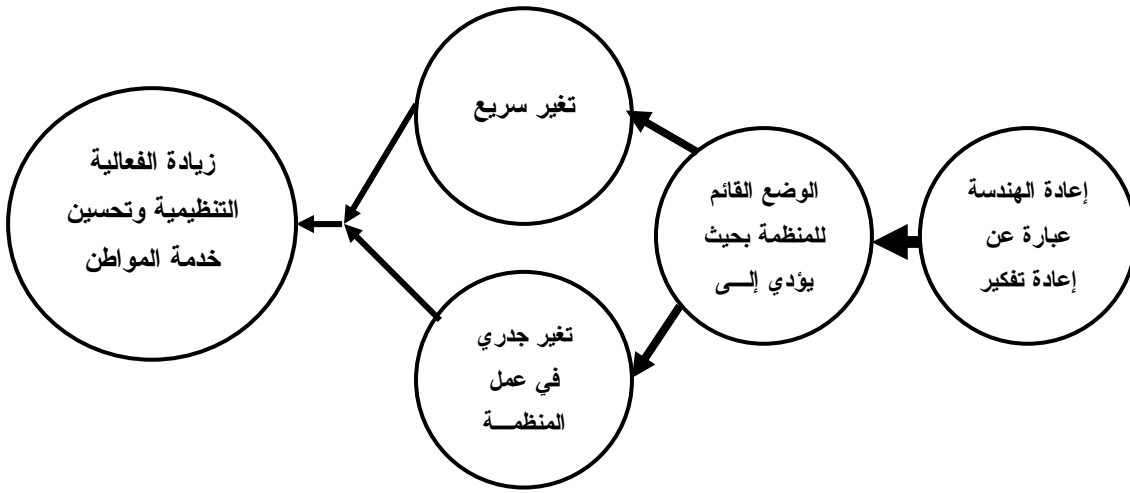 إعادة الهندسة
عبارة عن
إعادة تفكير
الوضع القائم
للمنظمة بحيث
يؤدي إلـــى
تغير سريع
تغير جدري
في عمل
المنظمـــة
زيادة الفعالية
التنظيمية وتحسين
خدمة المواطن